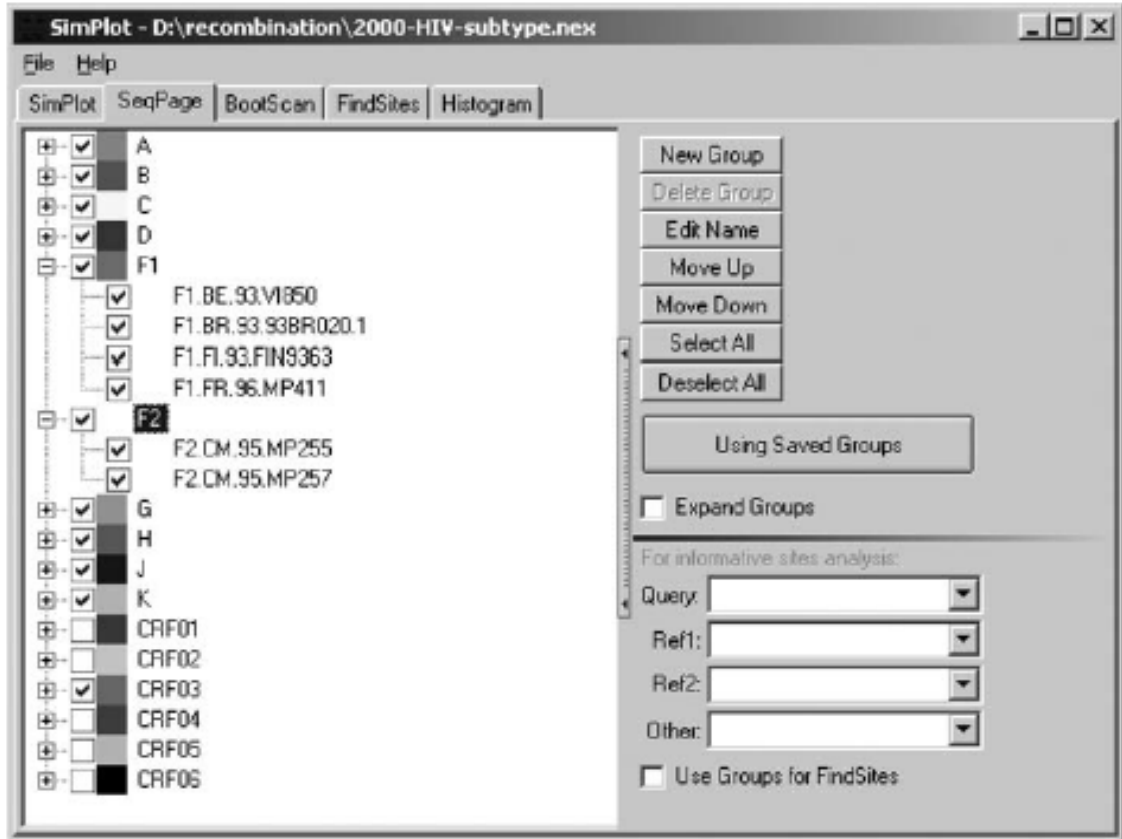 SimPlot - D:\recombination\2000-HIV-subtype.nex
File Help
SimPlot SeqPage BootScan FindSites Histogram
A
B
C
D
F1
F1.BE.93.VI850
F1.BR.93.93BR020.1
F1.FI.93.FIN9363
F1.FR.96.MP411
F2
F2.CM.95.MP255
F2.CM.95.MP257
G
H
J
K
CRF01
CRF02
CRF03
CRF04
CRF05
CRF06
New Group
Delete Group
Edit Name
Move Up
Move Down
Select All
Deselect All
Using Saved Groups
Expand Groups
For informative sites analysis:
Query:
Ref1:
Ref2:
Other:
Use Groups for FindSites